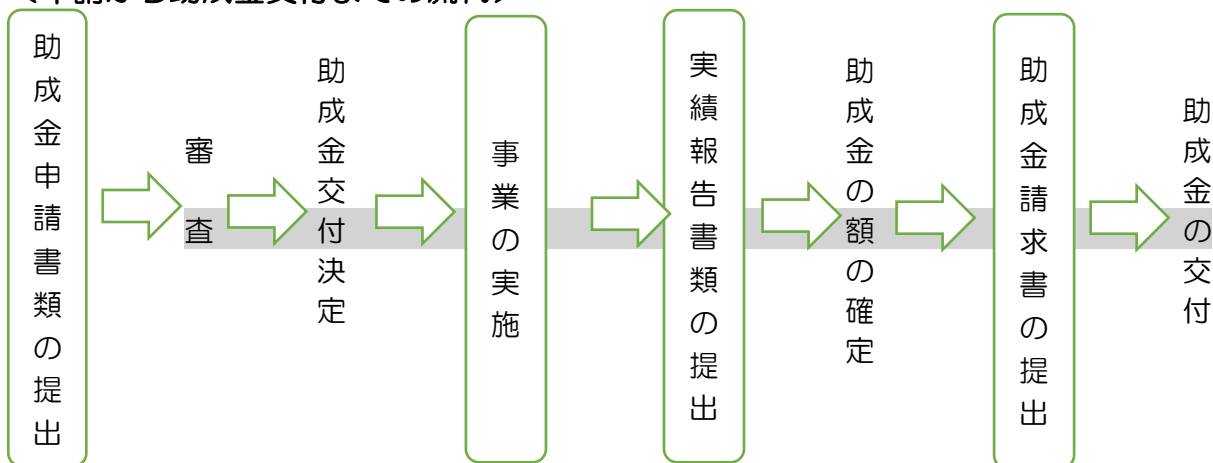 助成金申請書類の提出
審査
助成金交付決定
事業の実施
実績報告書類の提出
助成金の額の確定
助成金請求書の提出
助成金の交付